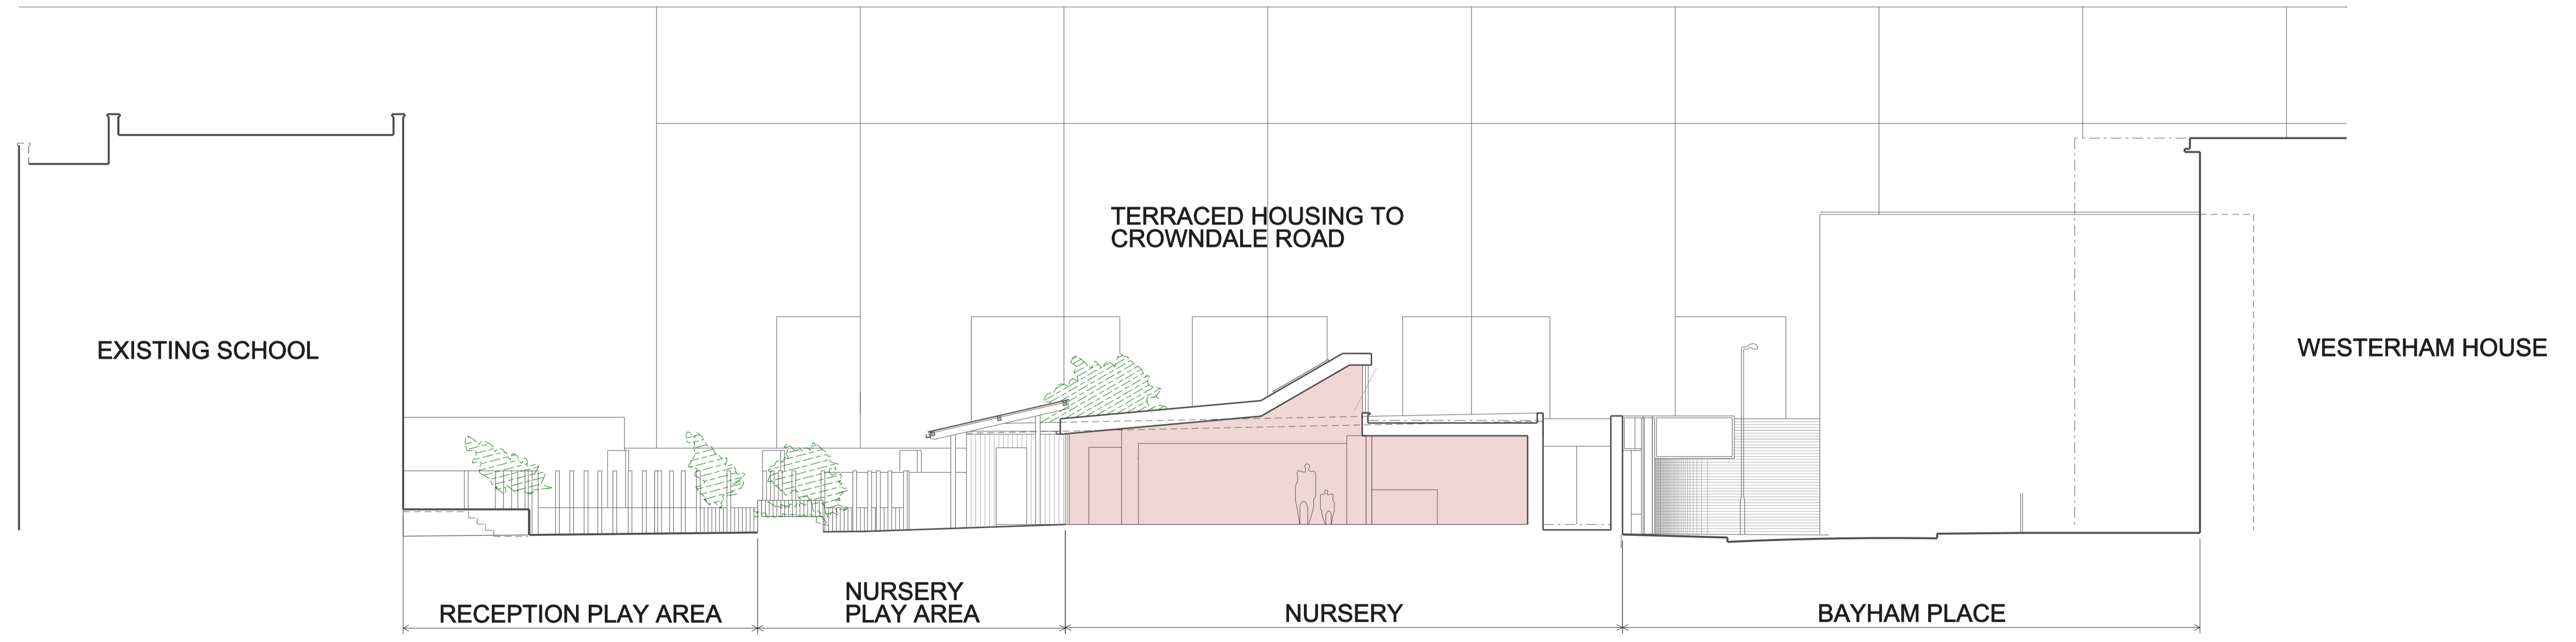 TERRACED HOUSING TO
CROWNDALE ROAD
EXISTING SCHOOL
WESTERHAM HOUSE
RECEPTION PLAY AREA
NURSERY
PLAY AREA
NURSERY
BAYHAM PLACE